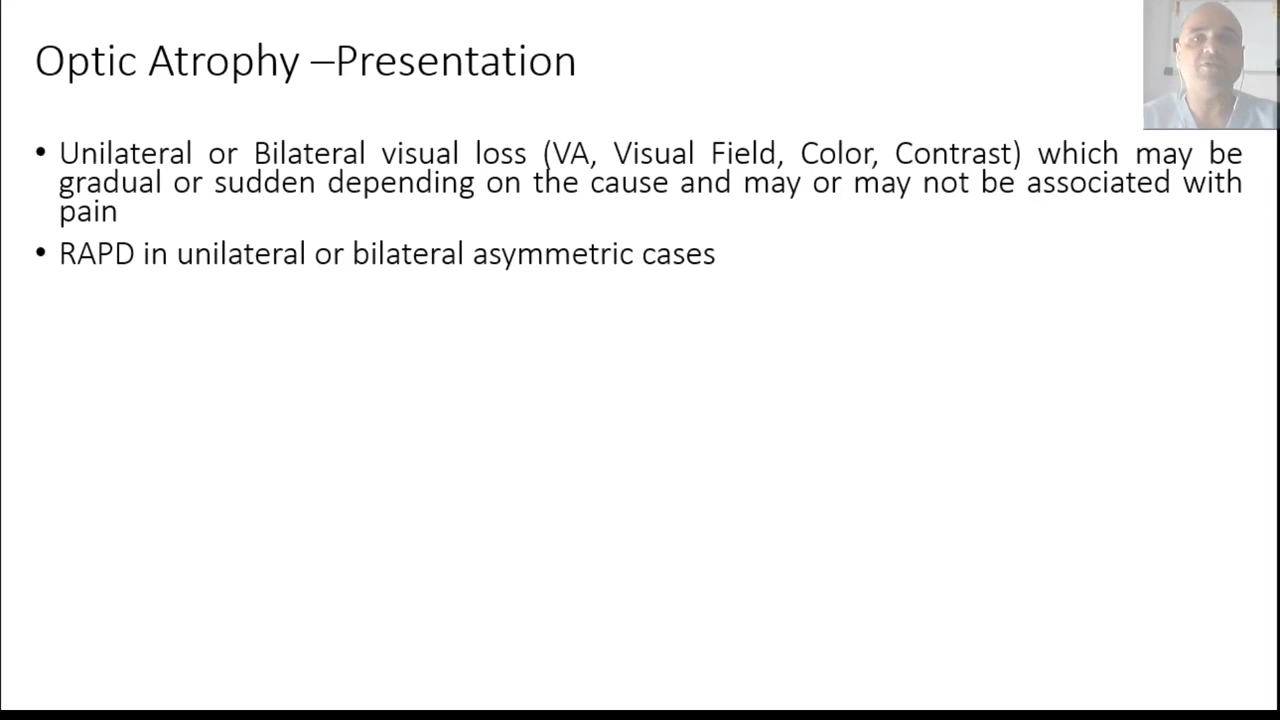 Optic Atrophy –Presentation
• Unilateral or Bilateral visual loss (VA, Visual Field, Color, Contrast) which may be
gradual or sudden depending on the cause and may or may not be associated with
pain
• RAPD in unilateral or bilateral asymmetric cases